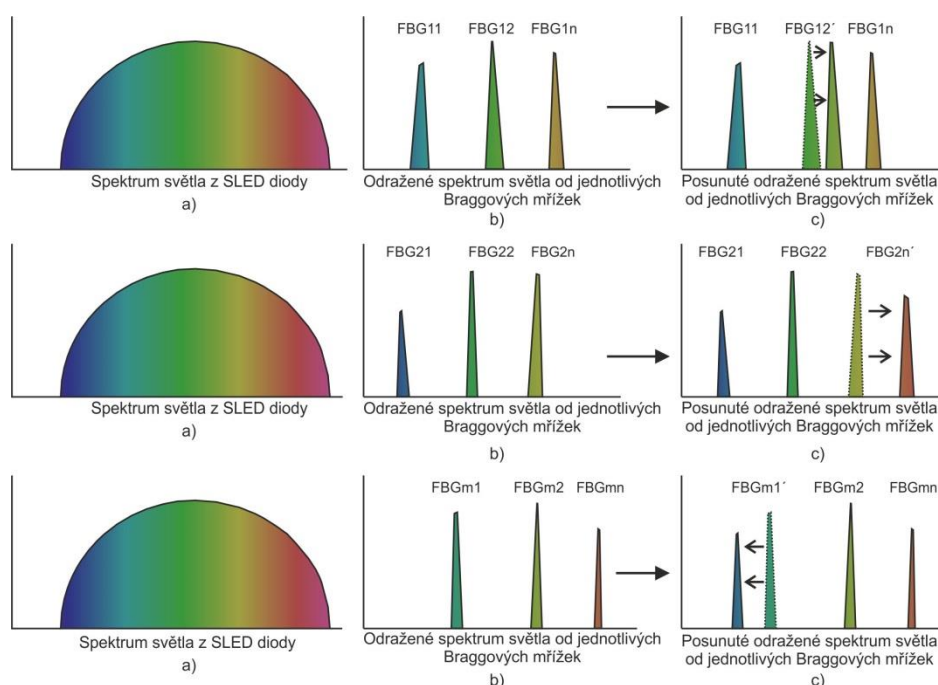 FBG11 FBG12 FBG1n
FBG11 FBG12´ FBG1n
Spektrum světla z SLED diody
a)
Odražené spektrum světla od jednotlivých
Braggových mřížek
b)
Posunuté odražené spektrum světla
od jednotlivých Braggových mřížek
c)
FBG21 FBG22 FBG2n
FBG21 FBG22 FBG2n´
Spektrum světla z SLED diody
a)
Odražené spektrum světla od jednotlivých
Braggových mřížek
b)
Posunuté odražené spektrum světla
od jednotlivých Braggových mřížek
c)
FBGm1 FBGm2 FBGmn
FBGm1´ FBGm2 FBGmn
Spektrum světla z SLED diody
a)
Odražené spektrum světla od jednotlivých
Braggových mřížek
b)
Posunuté odražené spektrum světla
od jednotlivých Braggových mřížek
c)